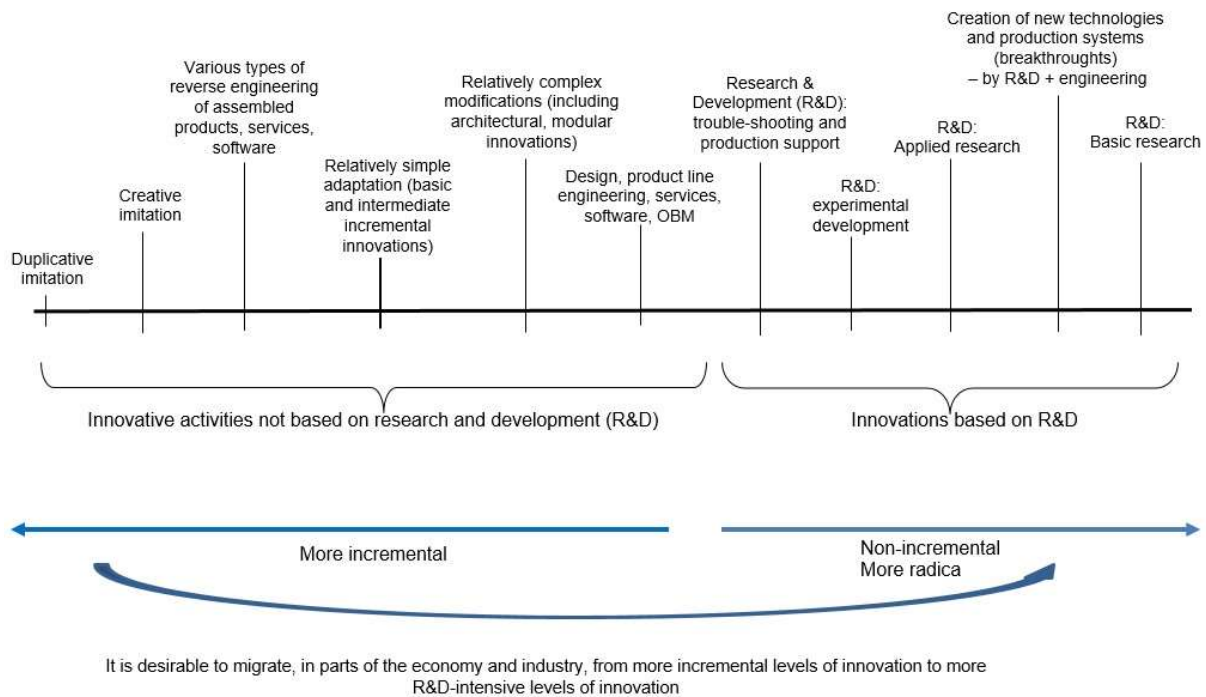 Duplicative
imitation
Creative
imitation
Various types of
reverse engineering
of assembled
products, services,
software
Relatively simple
adaptation (basic
and intermediate
incremental
innovations)
Relatively complex
modifications (including
architectural, modular
innovations)
Design, product line
engineering, services,
software, OBM
Research &
Development (R&D):
trouble-shooting and
production support
R&D:
experimental
development
R&D:
Applied research
Creation of new technologies
and production systems
(breakthroughts)
– by R&D + engineering
R&D:
Basic research
Innovative activities not based on research and development (R&D)
Innovations based on R&D
More incremental
Non-incremental
More radica
It is desirable to migrate, in parts of the economy and industry, from more incremental levels of innovation to more
R&D-intensive levels of innovation